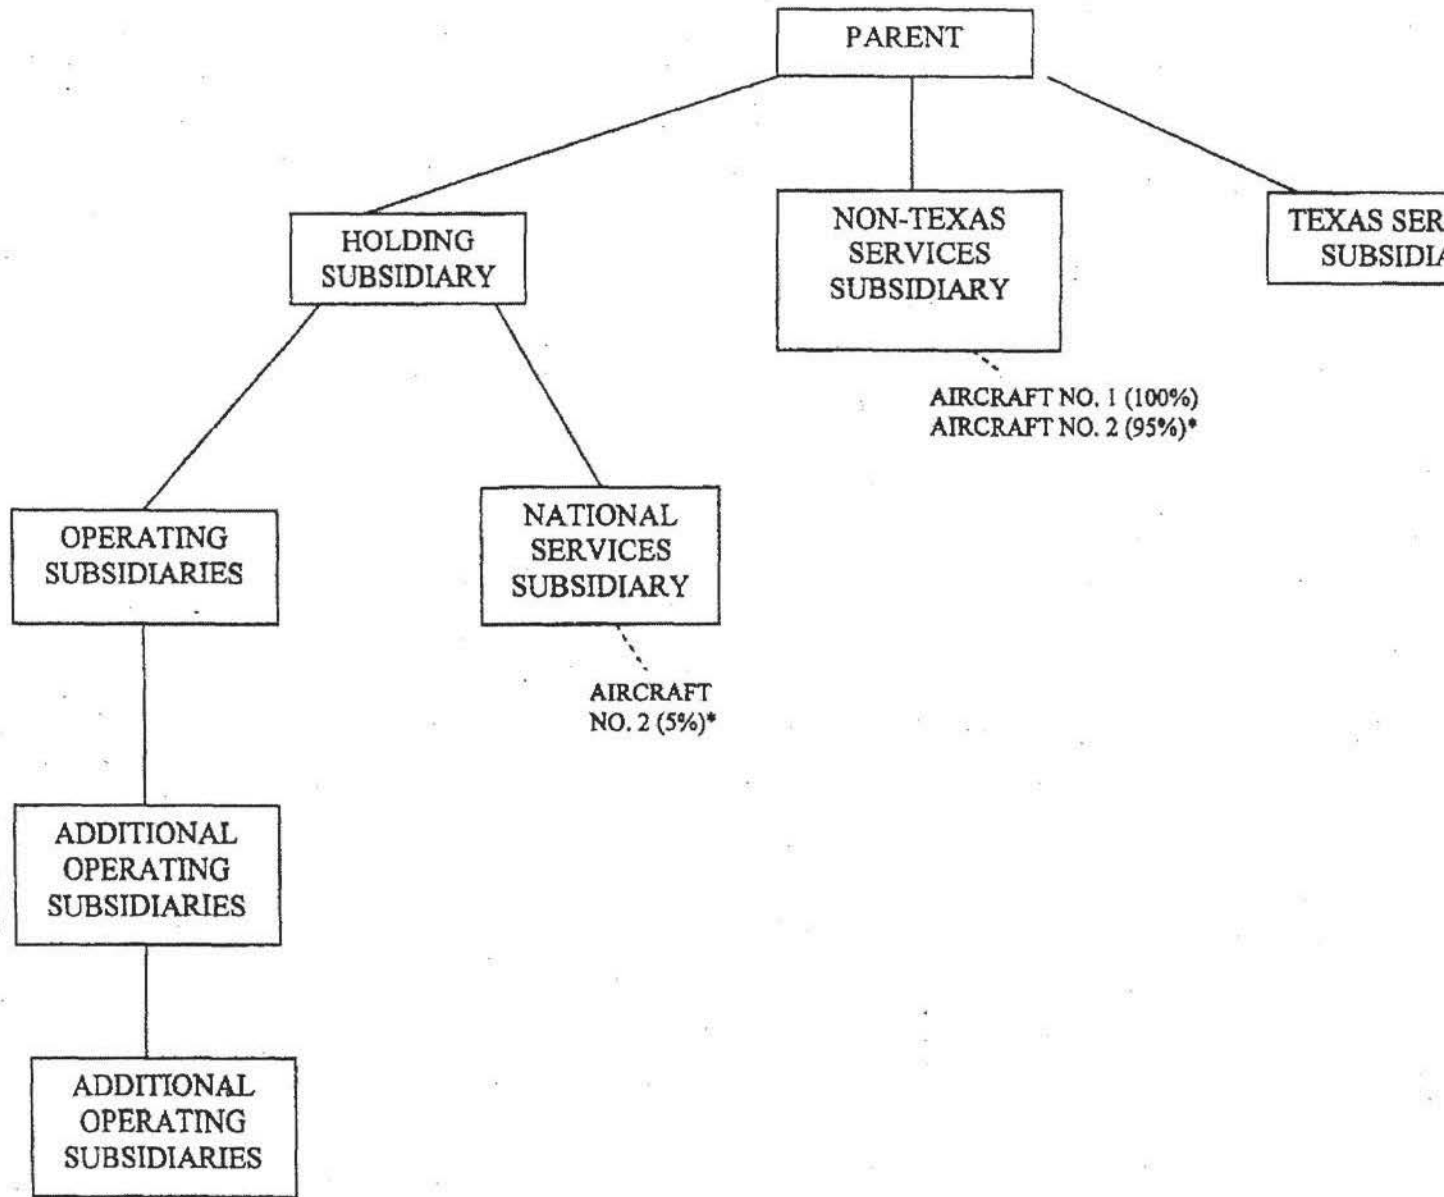 PARENT
HOLDING
SUBSIDIARY
NON-TEXAS
SERVICES
SUBSIDIARY
TEXAS
AIRCRAFT NO. 1 (100%)
AIRCRAFT NO. 2 (95%)*
OPERATING
SUBSIDIARIES
NATIONAL
SERVICES
SUBSIDIARY
AIRCRAFT
NO. 2 (5%)*
ADDITIONAL
OPERATING
SUBSIDIARIES
ADDITIONAL
OPERATING
SUBSIDIARIES